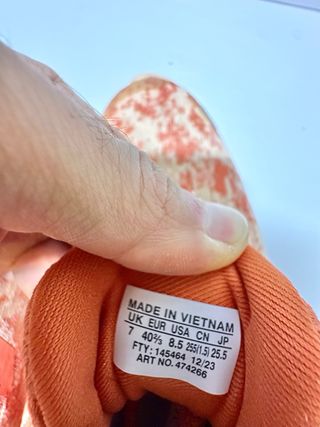 MADE IN VIETNAM
UK EUR USA CN JP
7 40⅔ 8.5 255(1.5) 25.5
FTY: 145464 12/23
ART NO. 474266